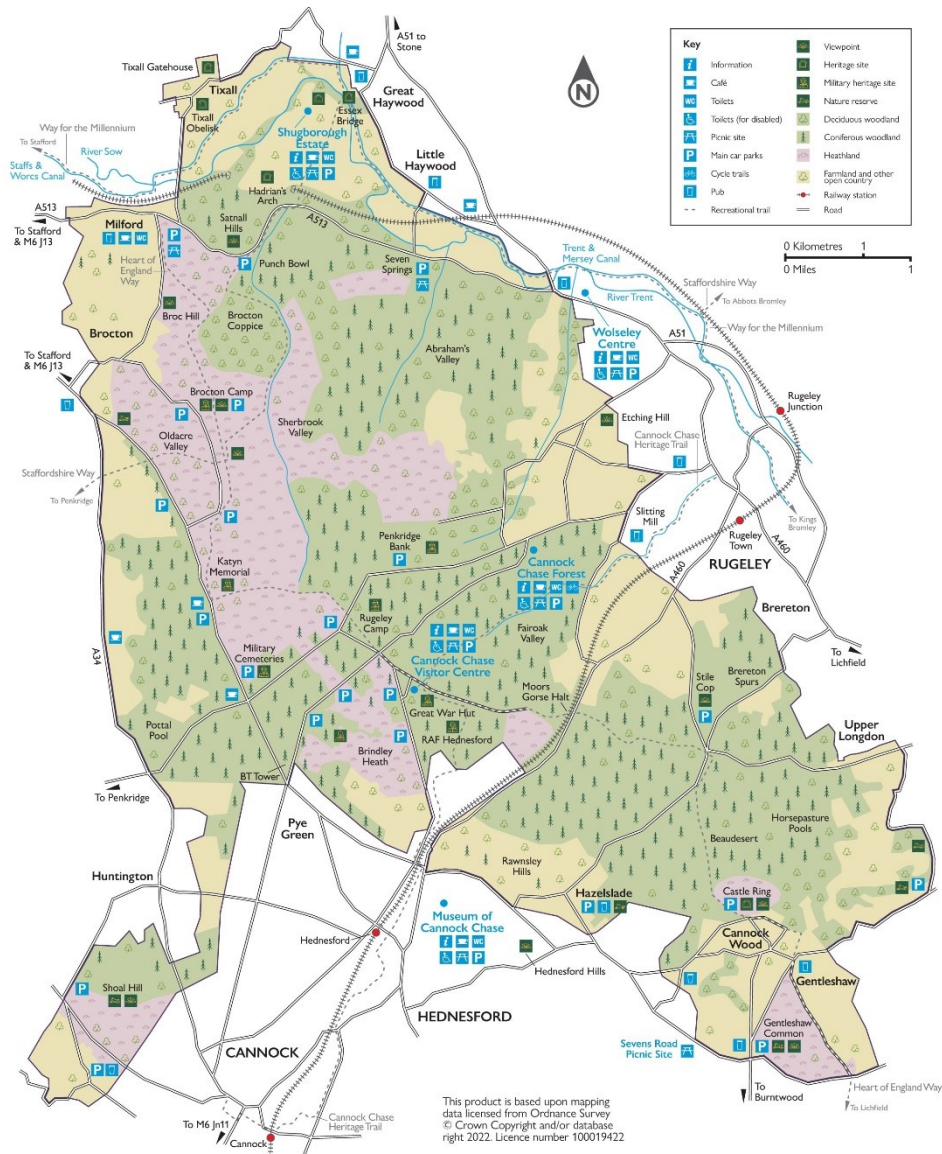 A51 to
Stone
Tixall Gatehouse
Tixall
Great
Haywood
Tixall
Obelisk
Essex
Bridge
Way for the Millennium
To Stafford
River Sow
Shugborough
Estate
i
WC
P
Staffs &
Worcs Canal
Little
Haywood
Hadrian's
Arch
A513
To Stafford
& M6 J13
Milford
WC
P
Satnall
Hills
A513
Heart of
England
Way
P
Punch Bowl
Seven
Springs
P
Trent &
Mersey Canal
Staffordshire Way
To Abbots Bromley
River Trent
Way for the Millennium
Broc Hill
Brocton
Coppice
Brocton
Wolseley
Centre
i
WC
P
A51
To Stafford
& M6 J13
Abraham's
Valley
Rugeley
Junction
Brocton Camp
P
P
Oldacre
Valley
Sherbrook
Valley
Etching Hill
Cannock Chase
Heritage Trail
Staffordshire Way
To Penkridge
P
P
Slitting
Mill
To Kings
Bromley
Rugeley
Town
A460
A460
RUGELEY
Penkridge
Bank
P
Katyn
Memorial
Cannock
Chase Forest
i
WC
P
Brereton
To
Lichfield
P
Rugeley
Camp
P
Fairoak
Valley
A34
Military
Cemeteries
P
i
WC
P
Cannock Chase
Visitor Centre
Stile
Cop
P
Brereton
Spurs
Moors
Gorse Halt
P
P
Great War Hut
Pottal
Pool
P
P
RAF Hednesford
Upper
Longdon
Brindley
Heath
BT Tower
To Penkridge
Pye
Green
Horsepasture
Pools
Beaudesert
Rawnsley
Hills
Huntington
Hazelslade
P
Castle Ring
P
P
Museum of
Cannock Chase
i
WC
P
Hednesford
Cannock
Wood
Hednesford Hills
Gentleshaw
P
Shoal Hill
HEDNESFORD
Gentleshaw
Common
P
Sevens Road
Picnic Site
CANNOCK
P
To
Burntwood
Heart of England Way
To Lichfield
To M6 Jn11
Cannock Chase
Heritage Trail
Cannock
This product is based upon mapping
data licensed from Ordnance Survey
© Crown Copyright and/or database
right 2022. Licence number 100019422
N
Key
i Information
Café
WC Toilets
Toilets (for disabled)
Picnic site
P Main car parks
Cycle trails
Pub
Recreational trail
Viewpoint
Heritage site
Military heritage site
Nature reserve
Deciduous woodland
Coniferous woodland
Heathland
Farmland and other
open country
Railway station
Road
0 Kilometres 1
0 Miles 1